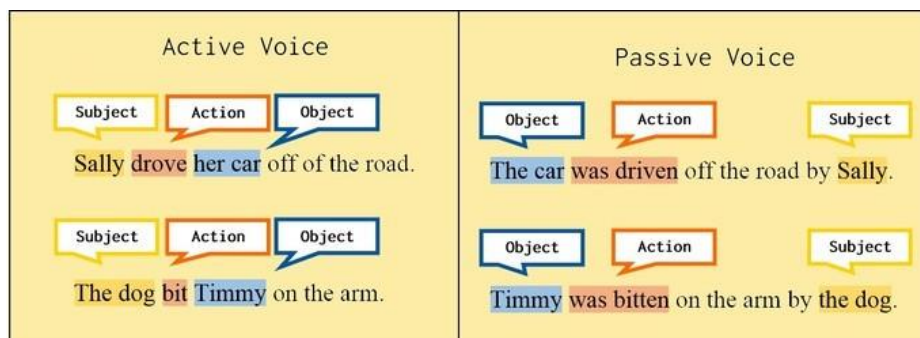 Active Voice
Subject Action Object
Sally drove her car off of the road.
Subject Action Object
The dog bit Timmy on the arm.
Passive Voice
Object Action Subject
The car was driven off the road by Sally.
Object Action Subject
Timmy was bitten on the arm by the dog.